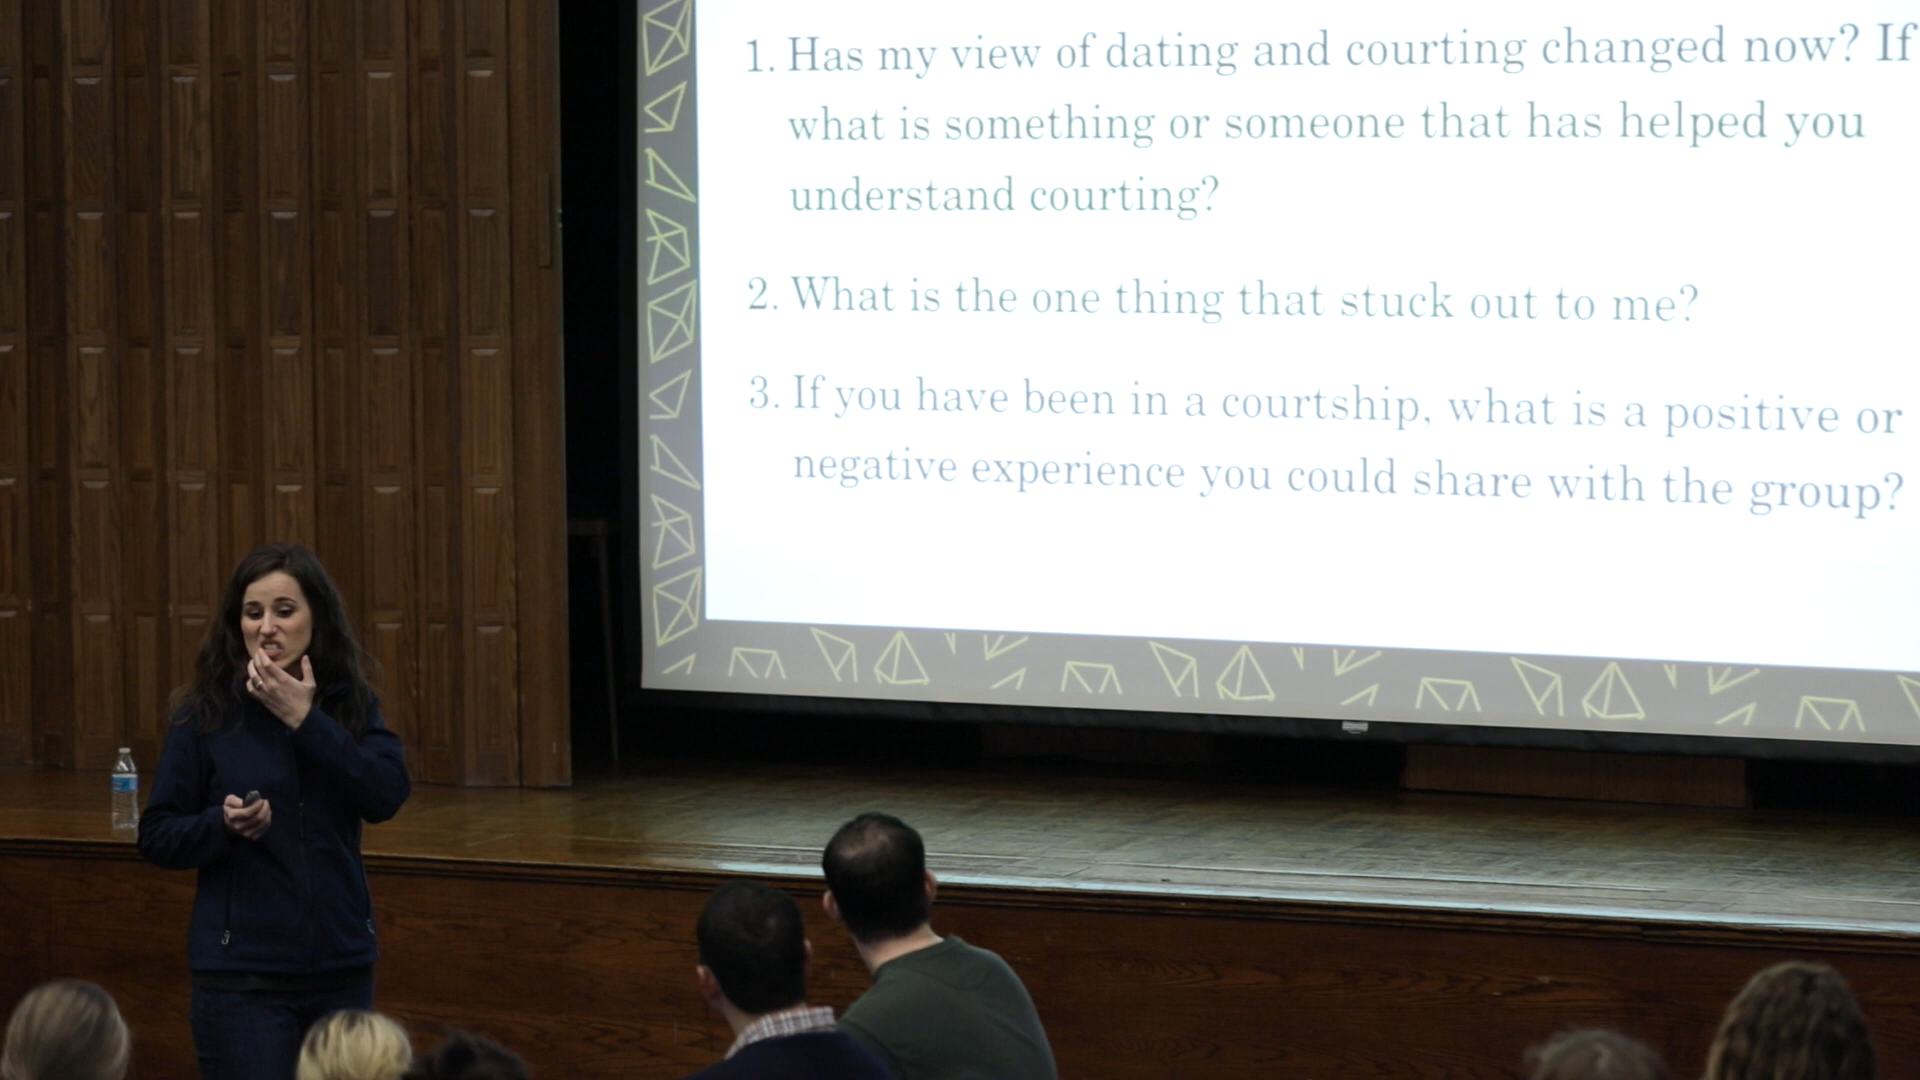 1. Has my view of dating and courting changed now? If
what is something or someone that has helped you
understand courting?
2. What is the one thing that stuck out to me?
3. If you have been in a courtship, what is a positive or
negative experience you could share with the group?